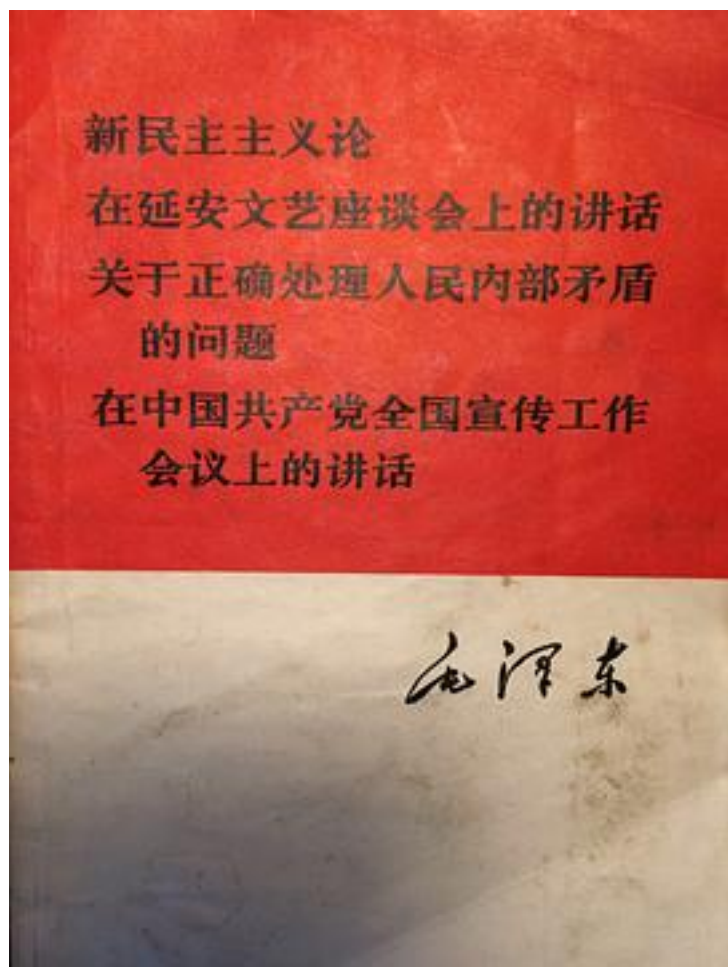 新民主主义论
在延安文艺座谈会上的讲话
关于正确处理人民内部矛盾
的问题
在中国共产党全国宣传工作
会议上的讲话
毛泽东